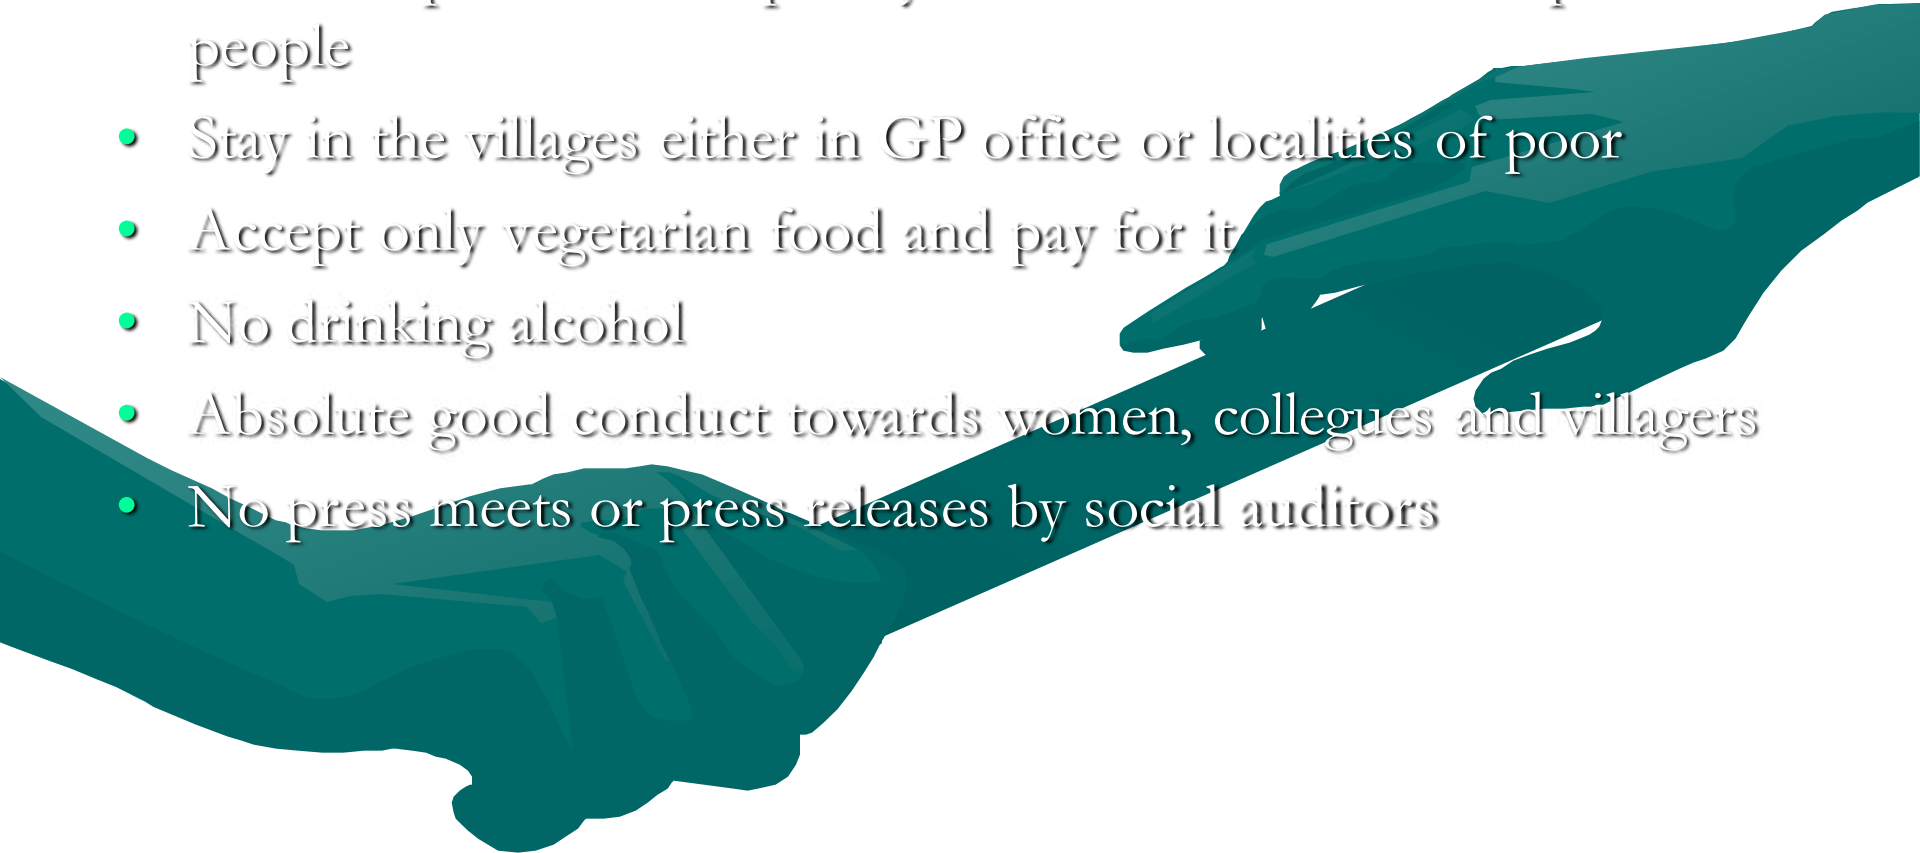 people
• Stay in the villages either in GP office or localities of poor
• Accept only vegetarian food and pay for it
• No drinking alcohol
• Absolute good conduct towards women, collegues and villagers
• No press meets or press releases by social auditors